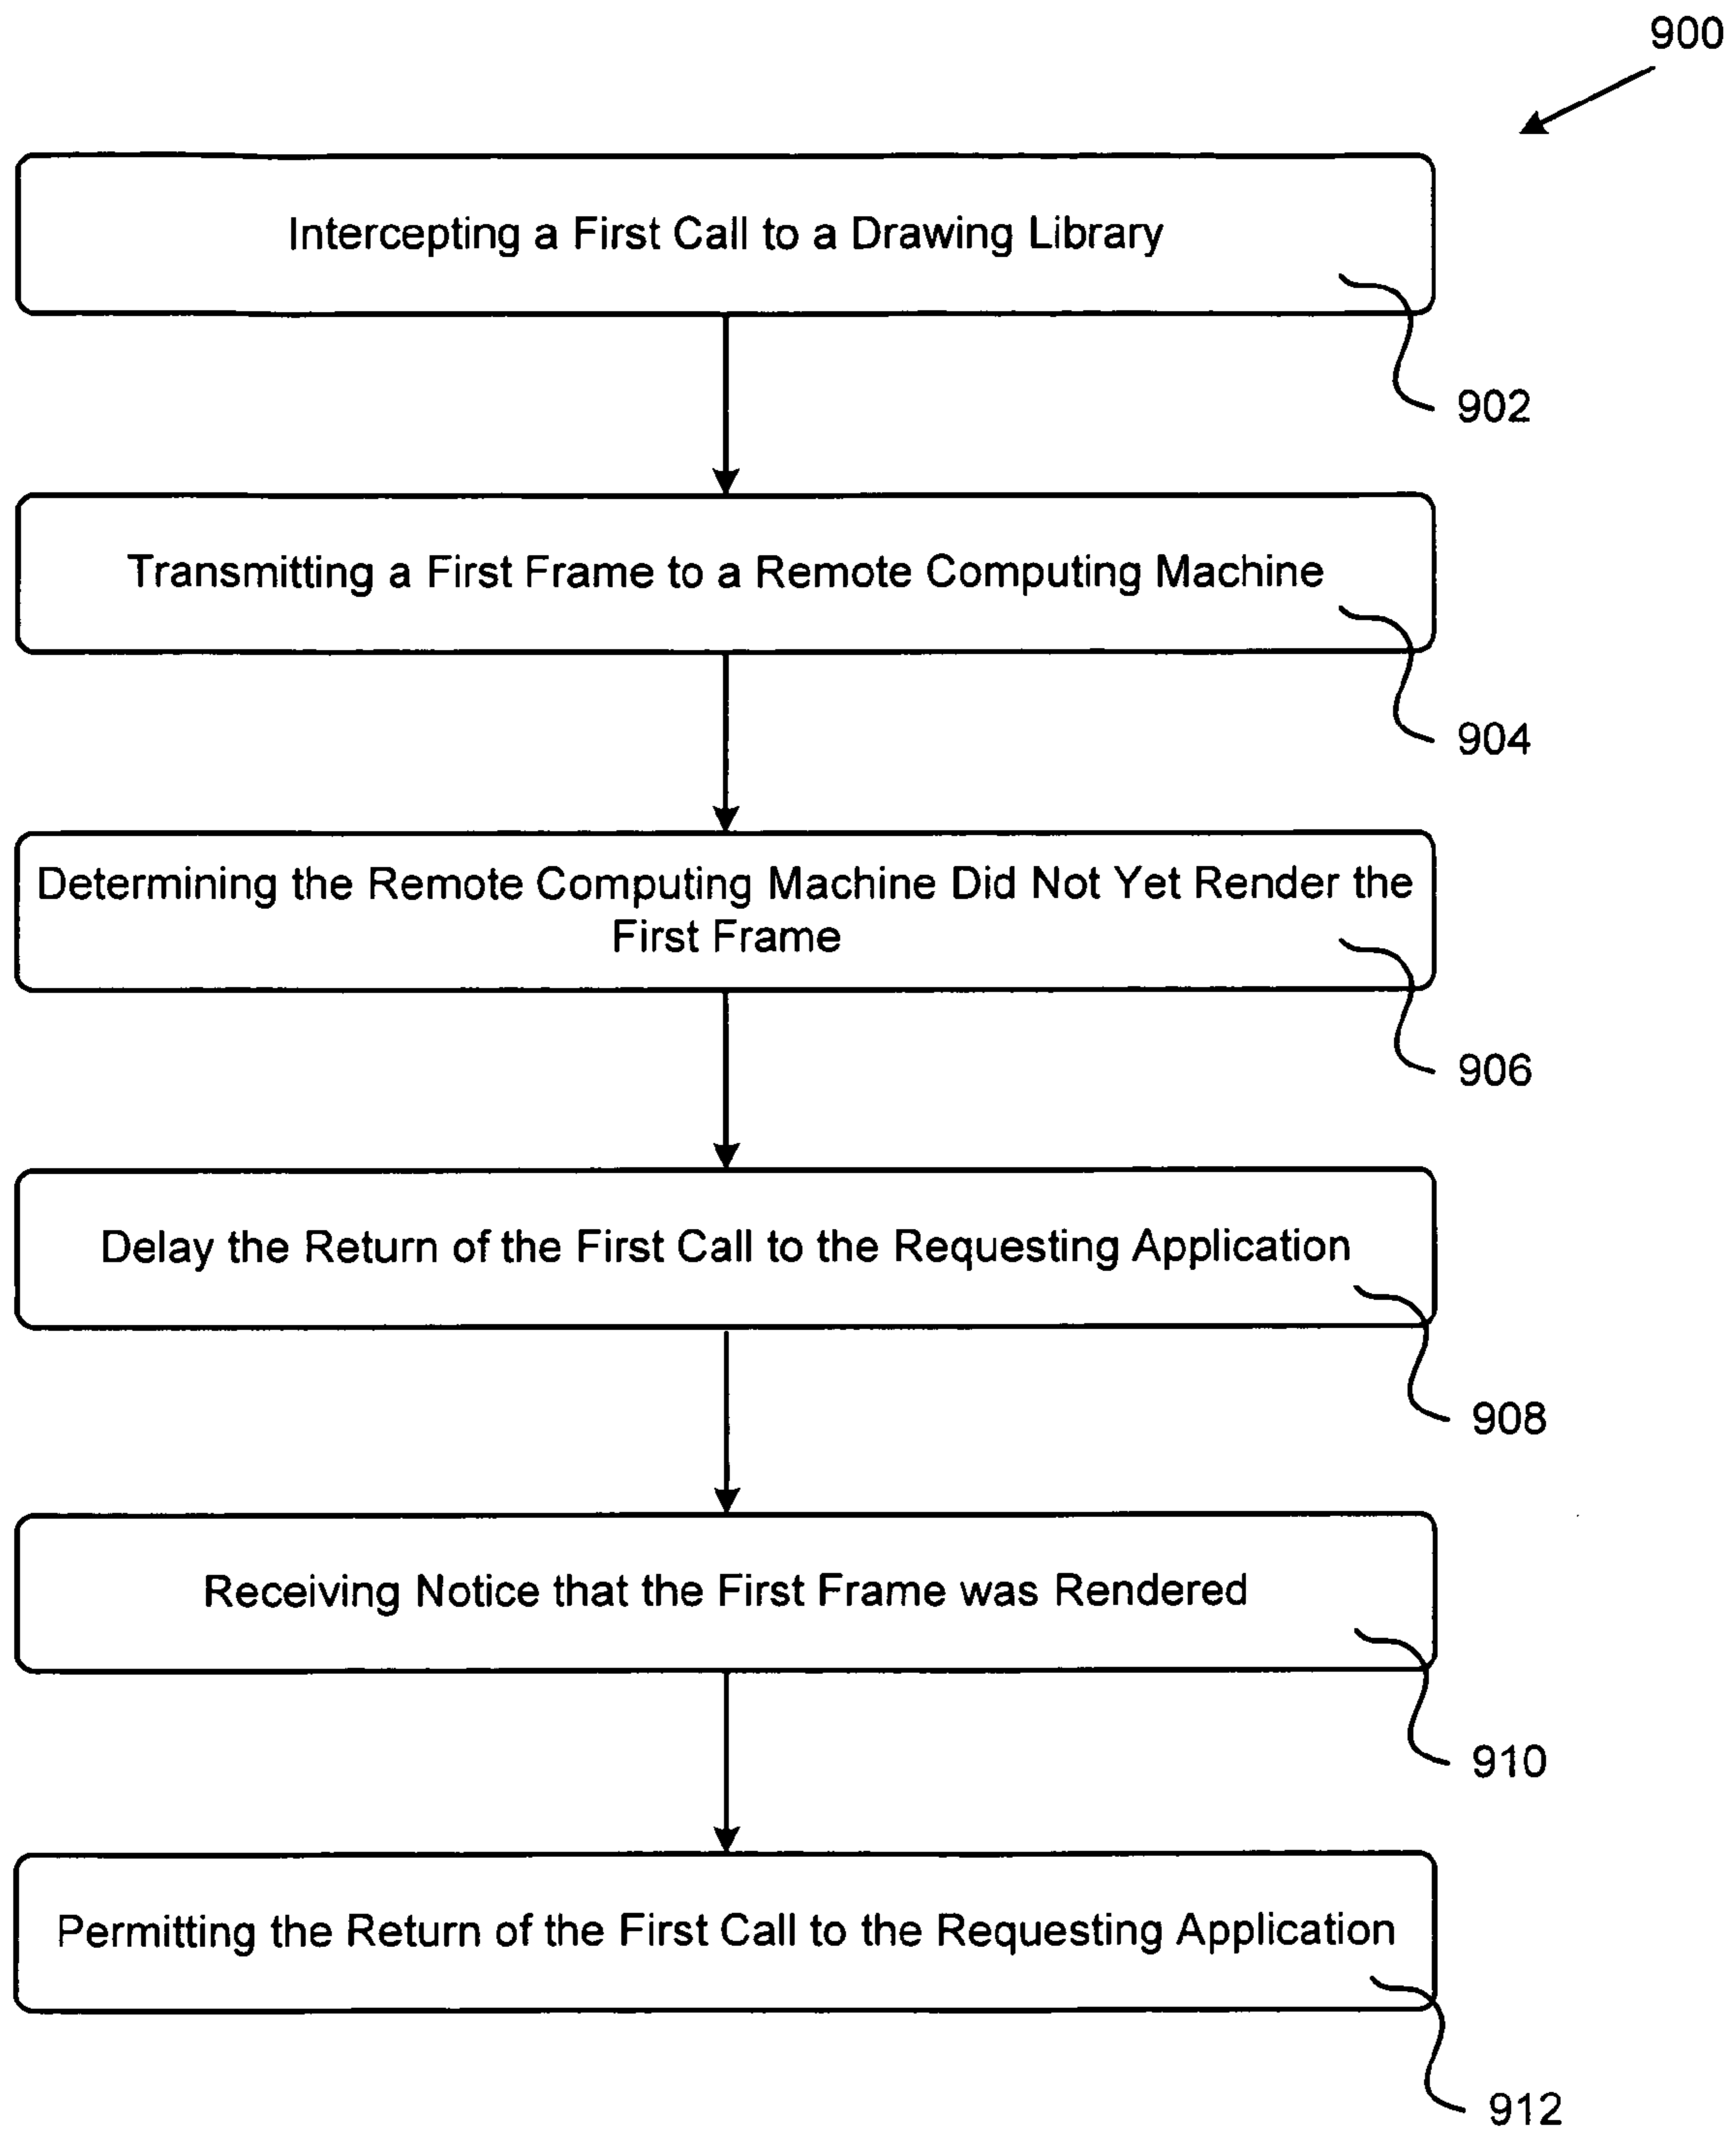 900
Intercepting a First Call to a Drawing Library
902
Transmitting a First Frame to a Remote Computing Machine
904
Determining the Remote Computing Machine Did Not Yet Render the
First Frame
906
Delay the Return of the First Call to the Requesting Application
908
Receiving Notice that the First Frame was Rendered
910
Permitting the Return of the First Call to the Requesting Application
912